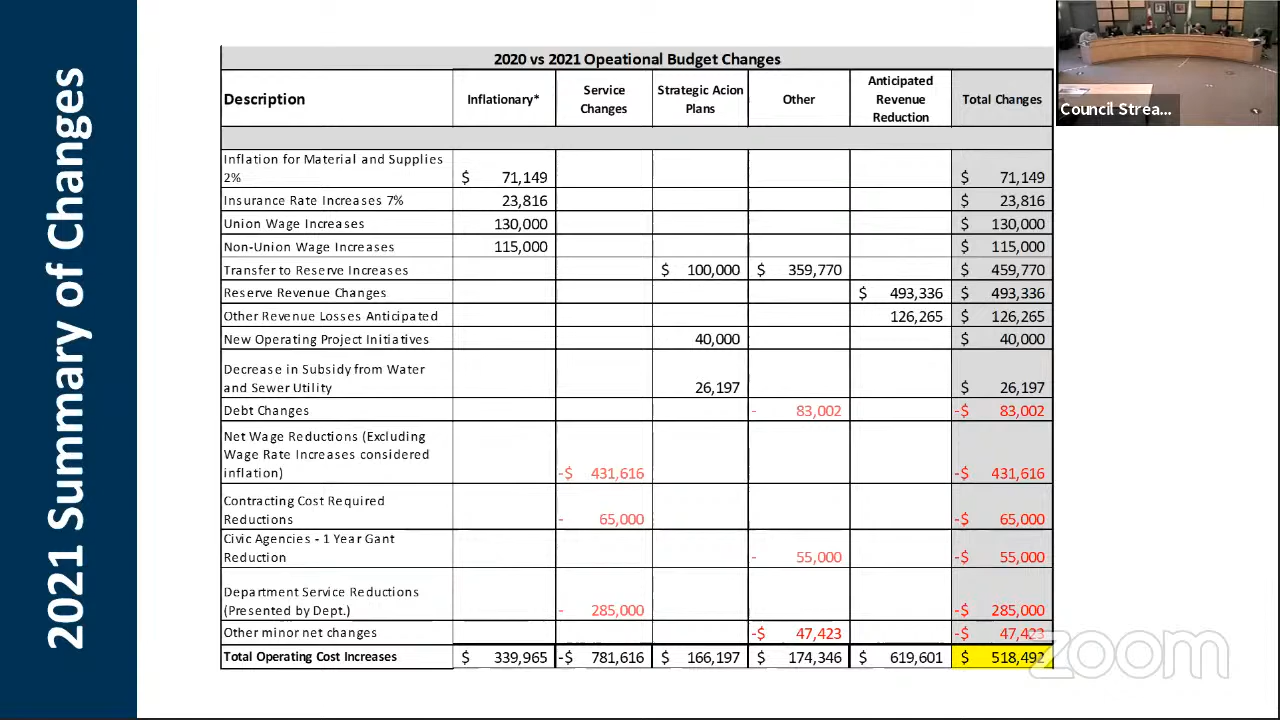 2021 Summary of Changes
2020 vs 2021 Opeational Budget Changes
Description Inflationary* Service Changes Strategic Acion Plans Other Anticipated Revenue Reduction Total Changes
Inflation for Material and Supplies
2% $ 71,149 $ 71,149
Insurance Rate Increases 7% 23,816 $ 23,816
Union Wage Increases 130,000 $ 130,000
Non-Union Wage Increases 115,000 $ 115,000
Transfer to Reserve Increases $ 100,000 $ 359,770 $ 459,770
Reserve Revenue Changes $ 493,336 $ 493,336
Other Revenue Losses Anticipated 126,265 $ 126,265
New Operating Project Initiatives 40,000 $ 40,000
Decrease in Subsidy from Water
and Sewer Utility 26,197 $ 26,197
Debt Changes - 83,002 -$ 83,002
Net Wage Reductions (Excluding
Wage Rate Increases considered
inflation) -$ 431,616 -$ 431,616
Contracting Cost Required
Reductions - 65,000 -$ 65,000
Civic Agencies - 1 Year Gant
Reduction - 55,000 -$ 55,000
Department Service Reductions
(Presented by Dept.) - 285,000 -$ 285,000
Other minor net changes -$ 47,423 -$ 47,423
Total Operating Cost Increases $ 339,965 -$ 781,616 $ 166,197 $ 174,346 $ 619,601 $ 518,492
Council Strea...
zoom